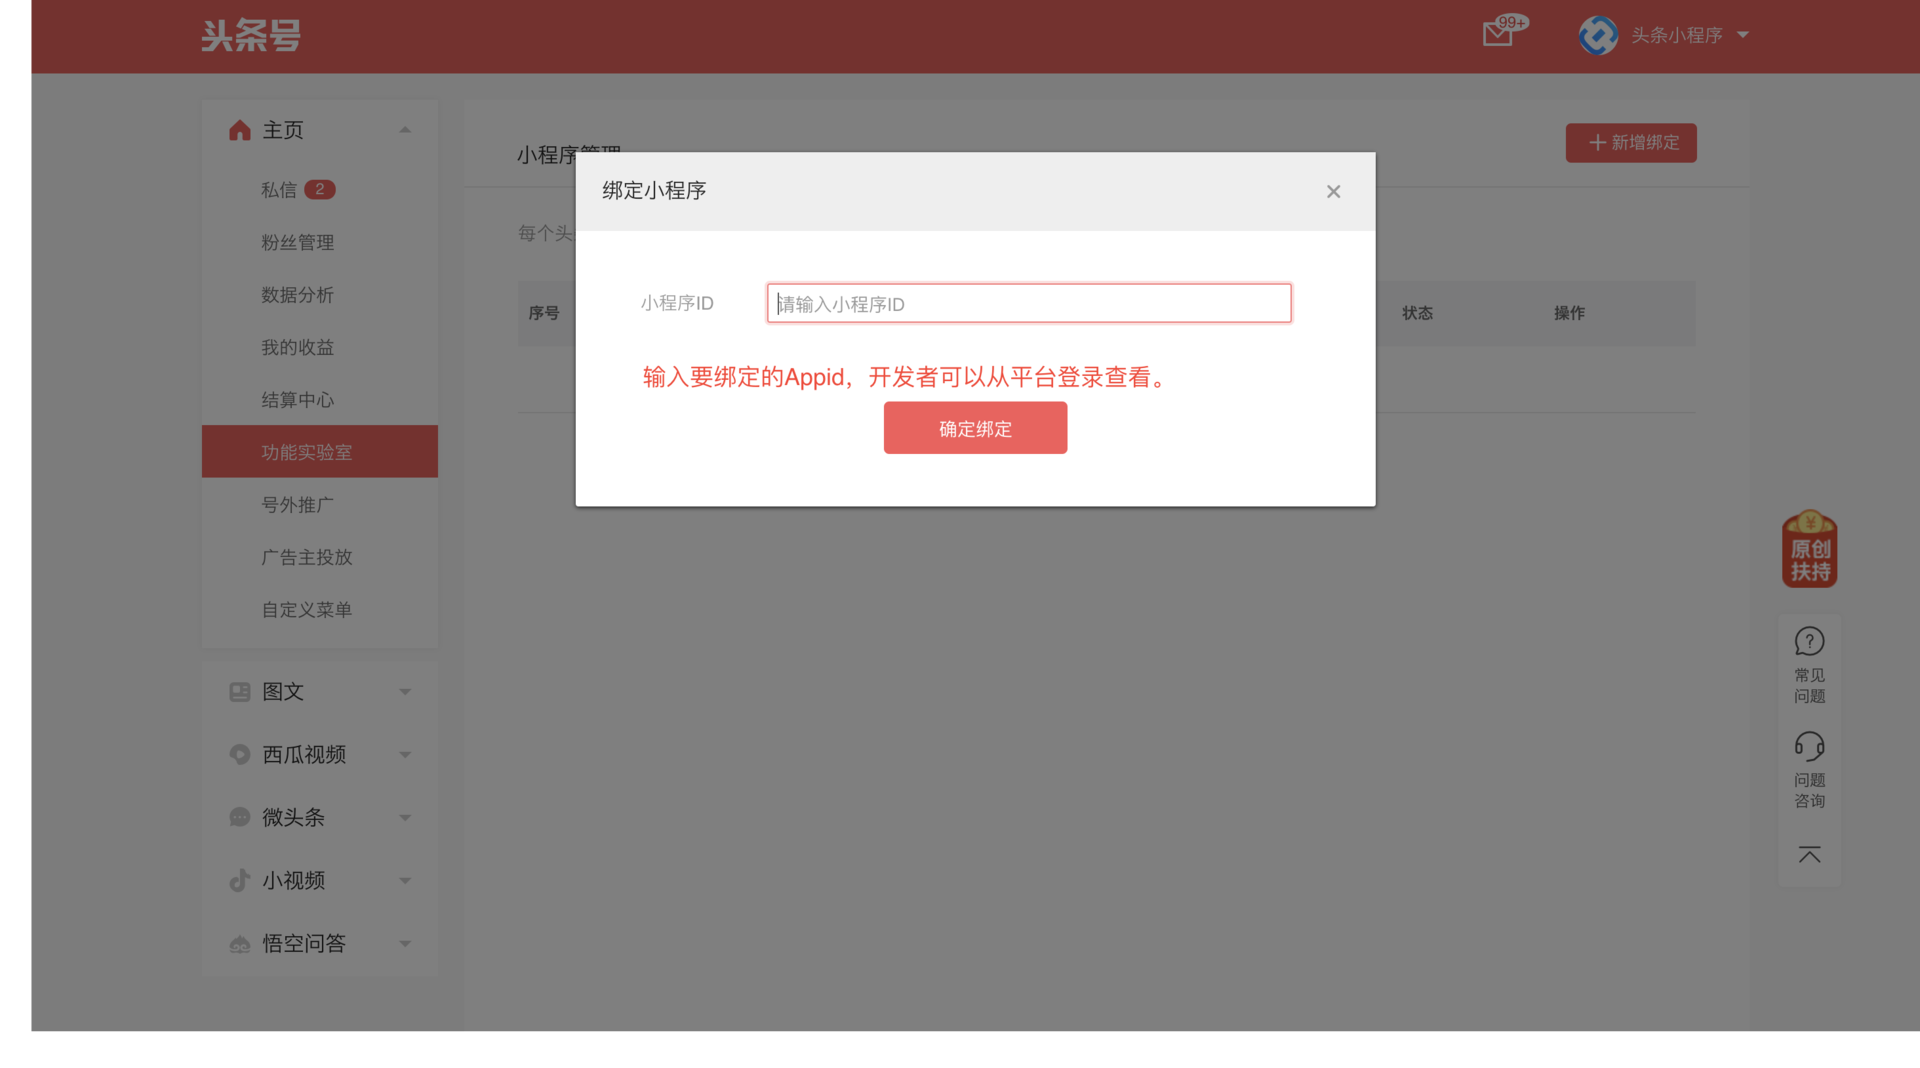 头条号
99+
头条小程序
主页
私信 2
粉丝管理
数据分析
我的收益
结算中心
功能实验室
号外推广
广告主投放
自定义菜单
图文
西瓜视频
微头条
小视频
悟空问答
小程序管理
+ 新增绑定
每个头
序号
状态
操作
绑定小程序
×
小程序ID
请输入小程序ID
输入要绑定的Appid，开发者可以从平台登录查看。
确定绑定
¥
原创
扶持
?
常见
问题
问题
咨询